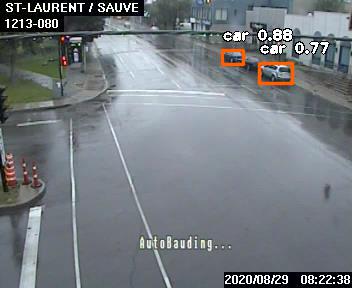 ST-LAURENT / SAUVE
1213-080
car 0.88
car 0.77
AutoBauding...
2020/08/29 08:22:38